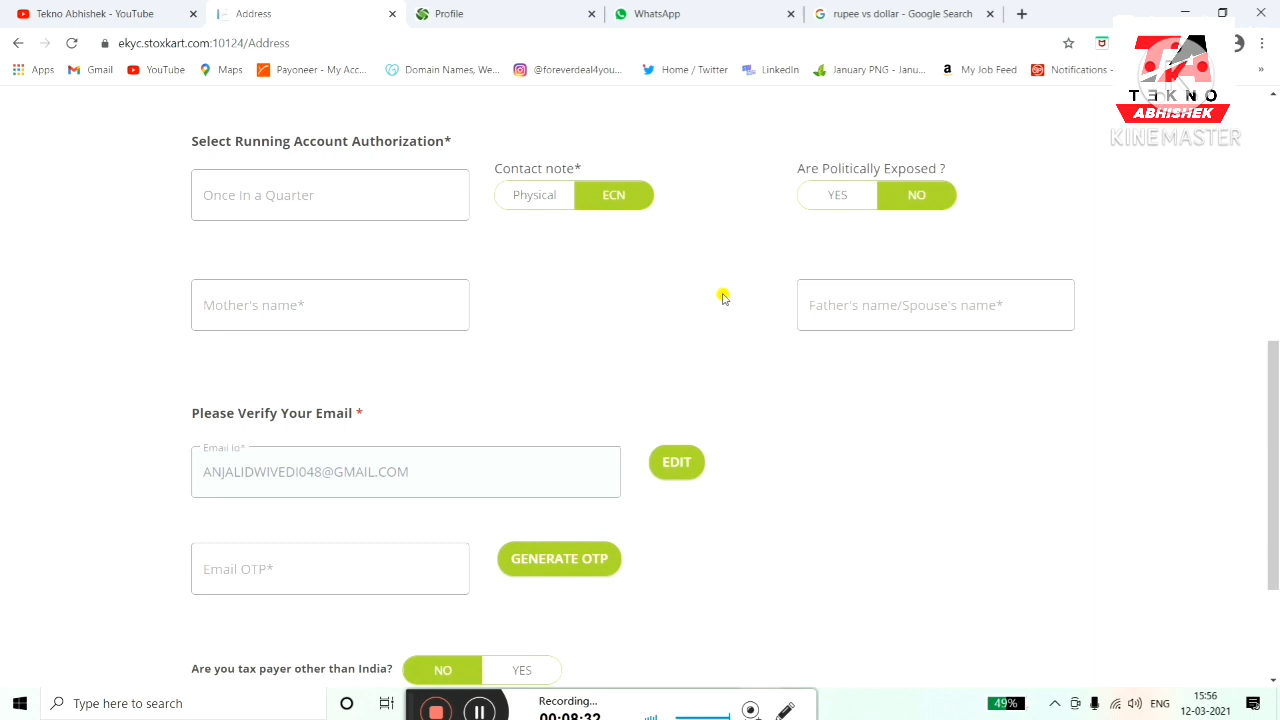 Tekno Abhishek - YouTube
Address
Profile
WhatsApp
rupee vs dollar - Google Search
ekyc.stoxkart.com:10124/Address
Apps
Gmail
YouTube
Maps
Payoneer - My Acc...
Domain Names, We...
@foreverdeal4you...
Home / Twitter
LinkedIn
January PNG - Janu...
My Job Feed
Notifications -
TEKNO
ABHISHEK
KINEMASTER
Select Running Account Authorization*
Contact note*
Are Politically Exposed ?
Once In a Quarter
Physical
ECN
YES
NO
Mother's name*
Father's name/Spouse's name*
Please Verify Your Email *
Email Id*
ANJALIDWIVEDI048@GMAIL.COM
EDIT
Email OTP*
GENERATE OTP
Are you tax payer other than India?
NO
YES
Type here to search
Recording...
00:08:32
49%
ENG
15:56
12-03-2021